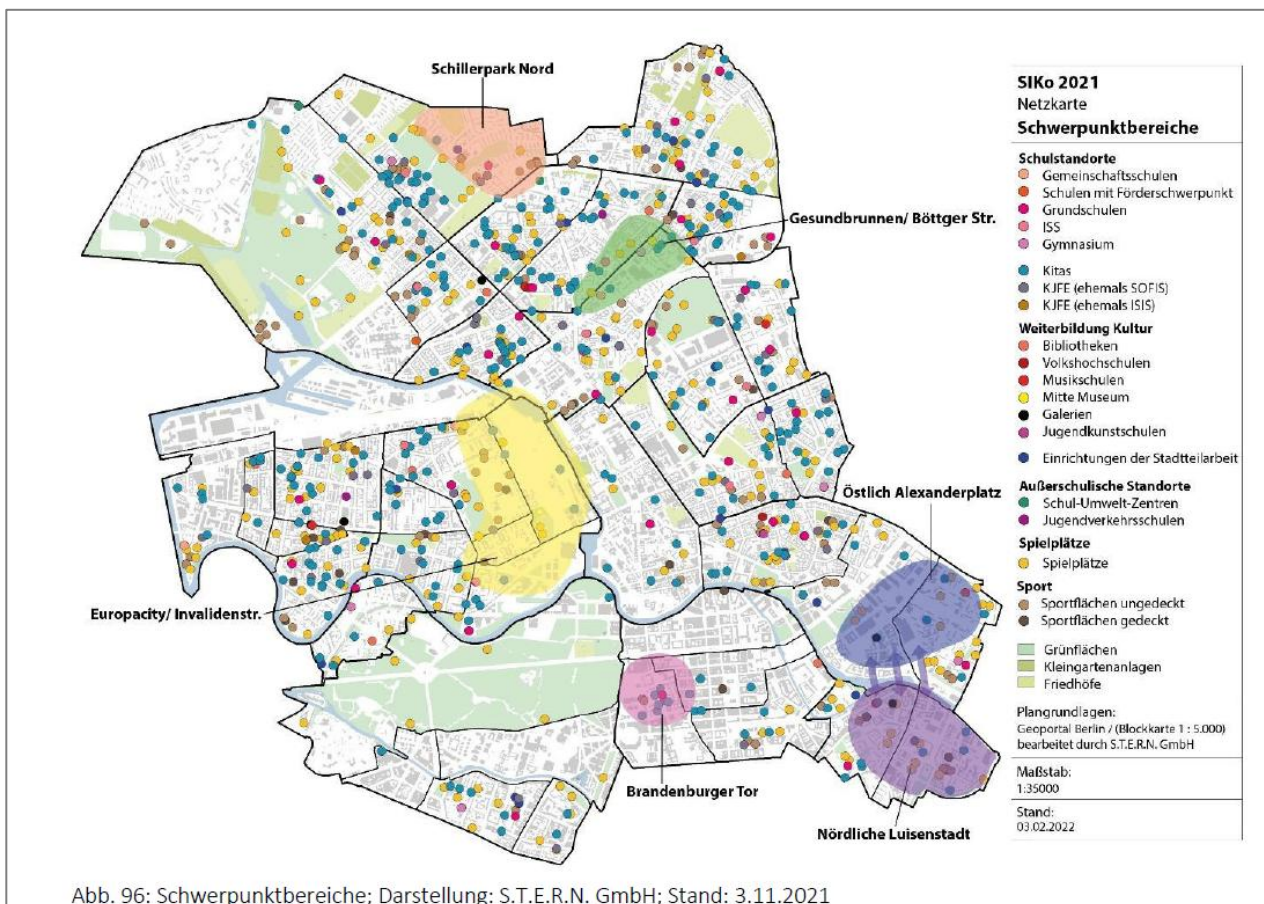 Schillerpark Nord
Gesundbrunnen/ Böttger Str.
Östlich Alexanderplatz
Europacity/ Invalidenstr.
Brandenburger Tor
Nördliche Luisenstadt
SIKo 2021
Netzkarte
Schwerpunktbereiche
Schulstandorte
Gemeinschaftsschulen
Schulen mit Förderschwerpunkt
Grundschulen
ISS
Gymnasium
Kitas
KJFE (ehemals SOFIS)
KJFE (ehemals ISIS)
Weiterbildung Kultur
Bibliotheken
Volkshochschulen
Musikschulen
Mitte Museum
Galerien
Jugendkunstschulen
Einrichtungen der Stadtteilarbeit
Außerschulische Standorte
Schul-Umwelt-Zentren
Jugendverkehrsschulen
Spielplätze
Spielplätze
Sport
Sportflächen ungedeckt
Sportflächen gedeckt
Grünflächen
Kleingartenanlagen
Friedhöfe
Plangrundlagen:
Geoportal Berlin / (Blockkarte 1 : 5.000)
bearbeitet durch S.T.E.R.N. GmbH
Maßstab:
1:35000
Stand:
03.02.2022
Abb. 96: Schwerpunktbereiche; Darstellung: S.T.E.R.N. GmbH; Stand: 3.11.2021